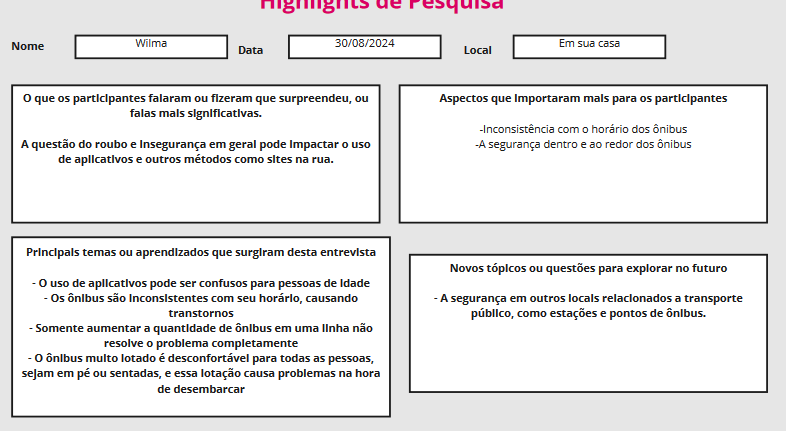 Highlights de Pesquisa
Nome
Wilma
Data
30/08/2024
Local
Em sua casa
O que os participantes falaram ou fizeram que surpreendeu, ou
falas mais significativas.
A questão do roubo e insegurança em geral pode impactar o uso
de aplicativos e outros métodos como sites na rua.
Aspectos que importaram mais para os participantes
-Inconsistência com o horário dos ônibus
-A segurança dentro e ao redor dos ônibus
Principais temas ou aprendizados que surgiram desta entrevista
- O uso de aplicativos pode ser confusos para pessoas de idade
- Os ônibus são inconsistentes com seu horário, causando
transtornos
- Somente aumentar a quantidade de ônibus em uma linha não
resolve o problema completamente
- O ônibus muito lotado é desconfortável para todas as pessoas,
sejam em pé ou sentadas, e essa lotação causa problemas na hora
de desembarcar
Novos tópicos ou questões para explorar no futuro
- A segurança em outros locais relacionados a transporte
público, como estações e pontos de ônibus.